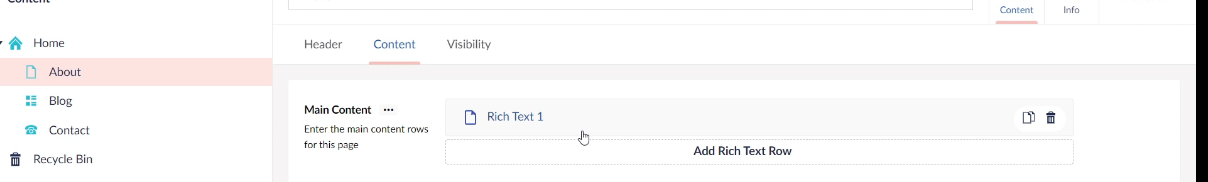 Content
Content
Info
Home
Header
Content
Visibility
About
Blog
Main Content ...
Rich Text 1
Enter the main content rows
Contact
for this page
Add Rich Text Row
Recycle Bin